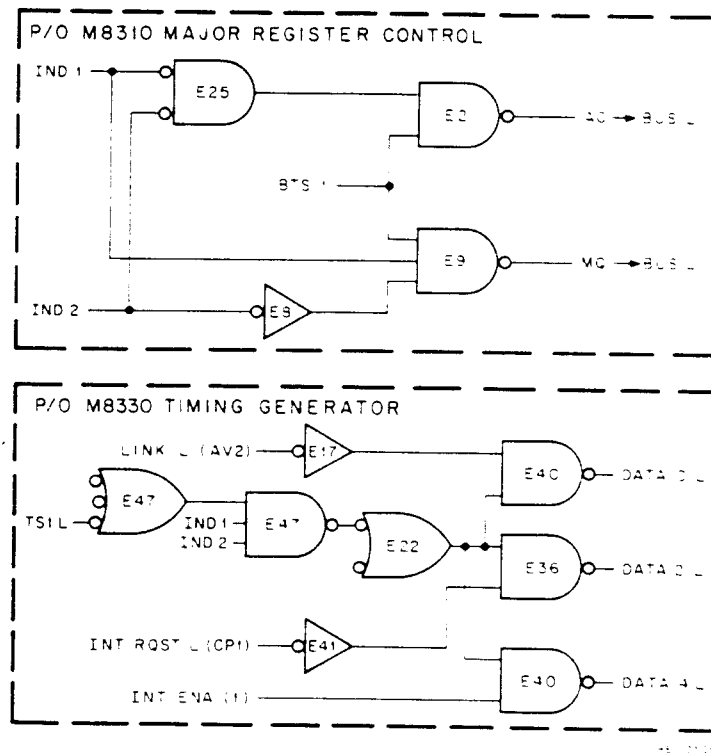 P/O M8310 MAJOR REGISTER CONTROL
IND 1
E25
E2
AC → BUS L
BTS 1
E9
MQ → BUS L
IND 2
E8
P/O M8330 TIMING GENERATOR
LINK L (AV2)
E17
E40
DATA 0 L
E47
TS1 L
IND 1
E47
IND 2
E22
E36
DATA 2 L
INT RQST L (CP1)
E41
E40
DATA 4 L
INT ENA (1)